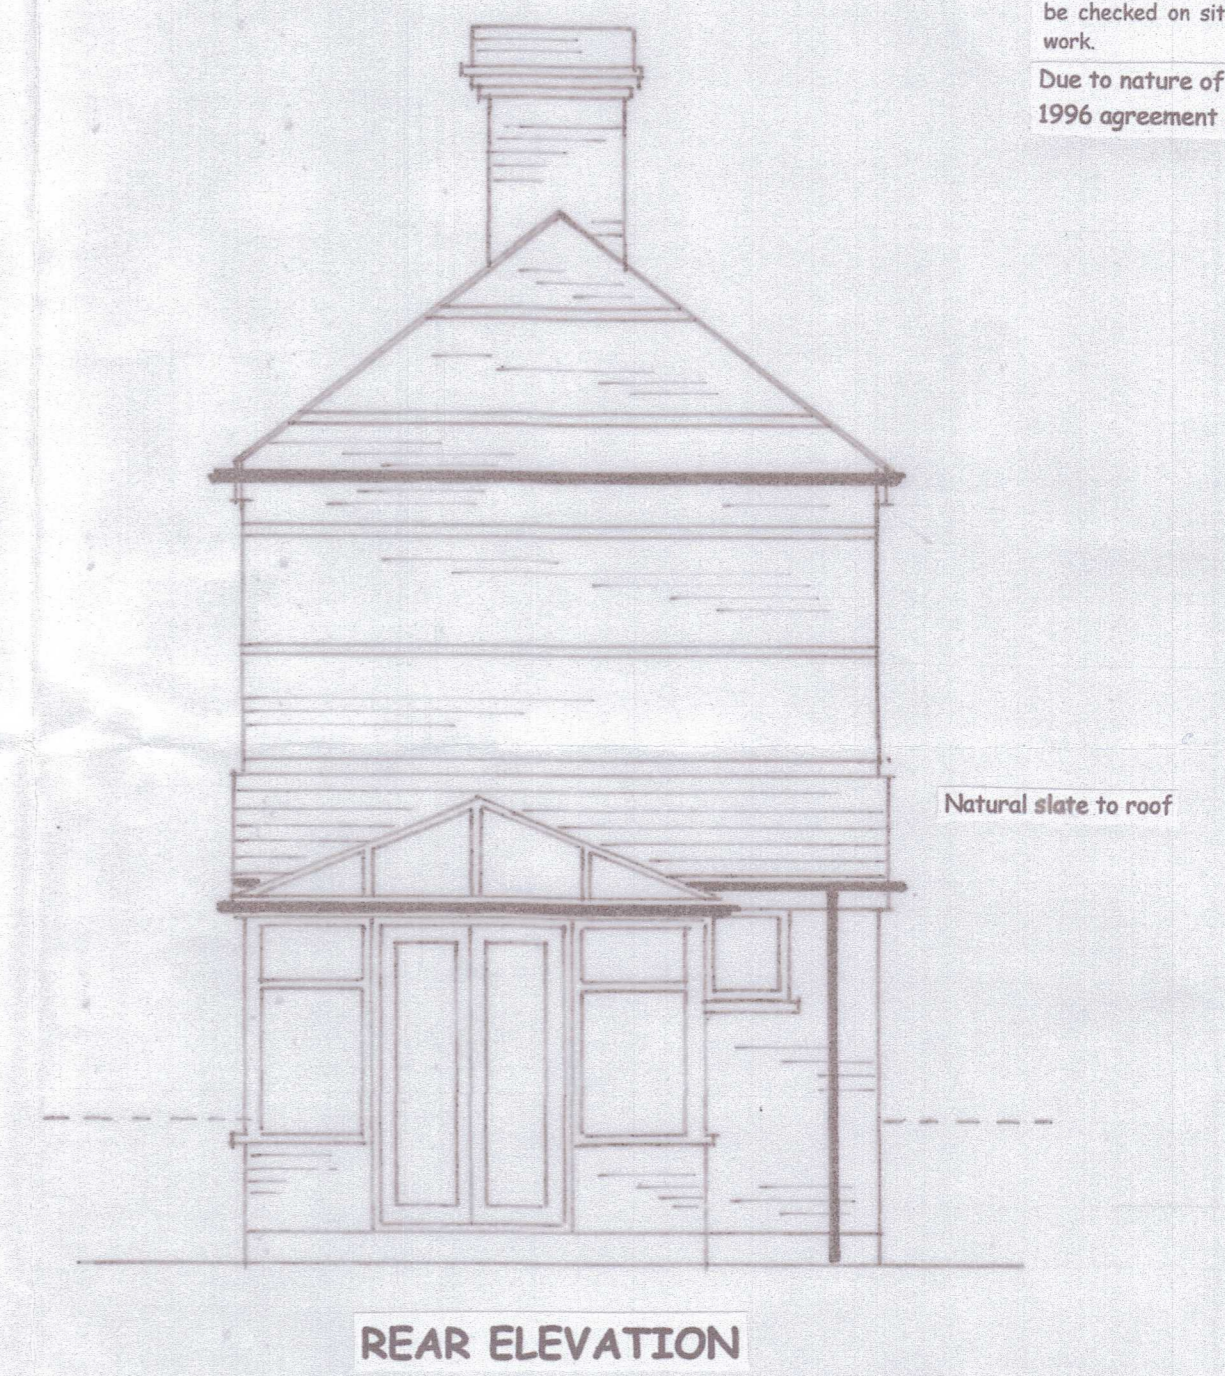 be checked on sit
work.
Due to nature of
1996 agreement
Natural slate to roof
REAR ELEVATION